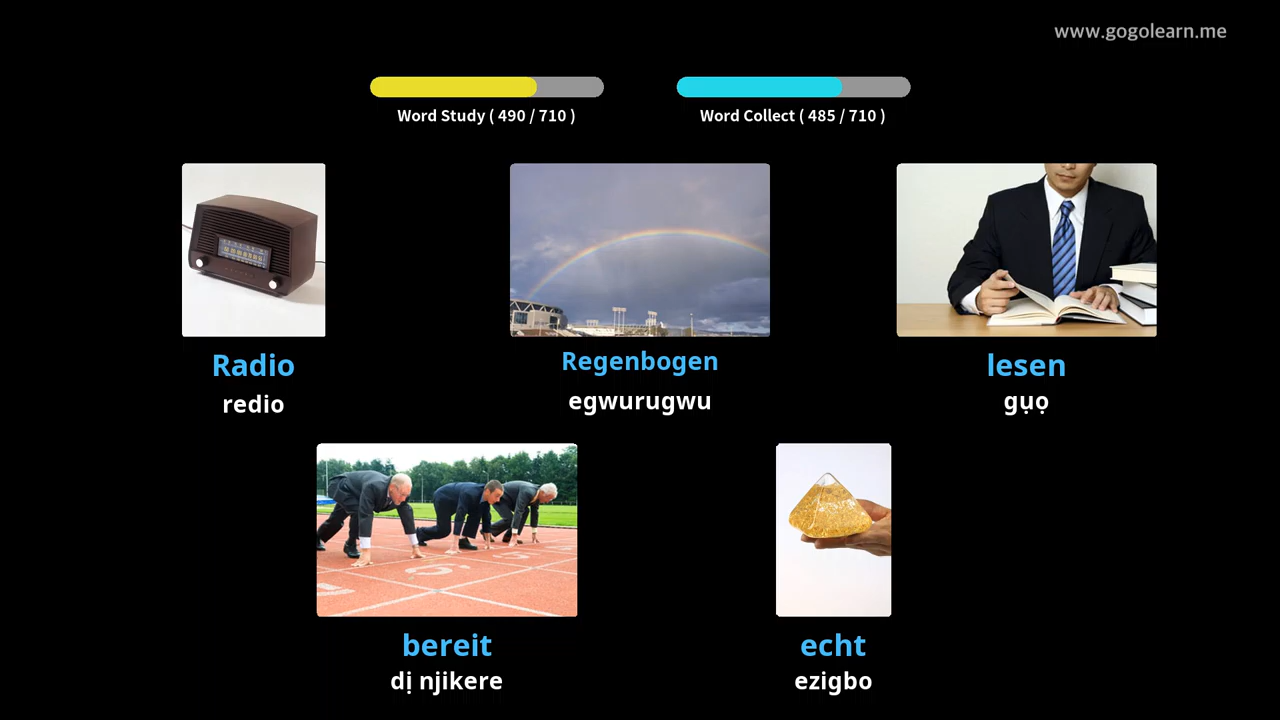 www.gogolearn.me
Word Study ( 490 / 710 )
Word Collect ( 485 / 710 )
Radio
redio
Regenbogen
egwurugwu
lesen
gụọ
bereit
dị njikere
echt
ezigbo